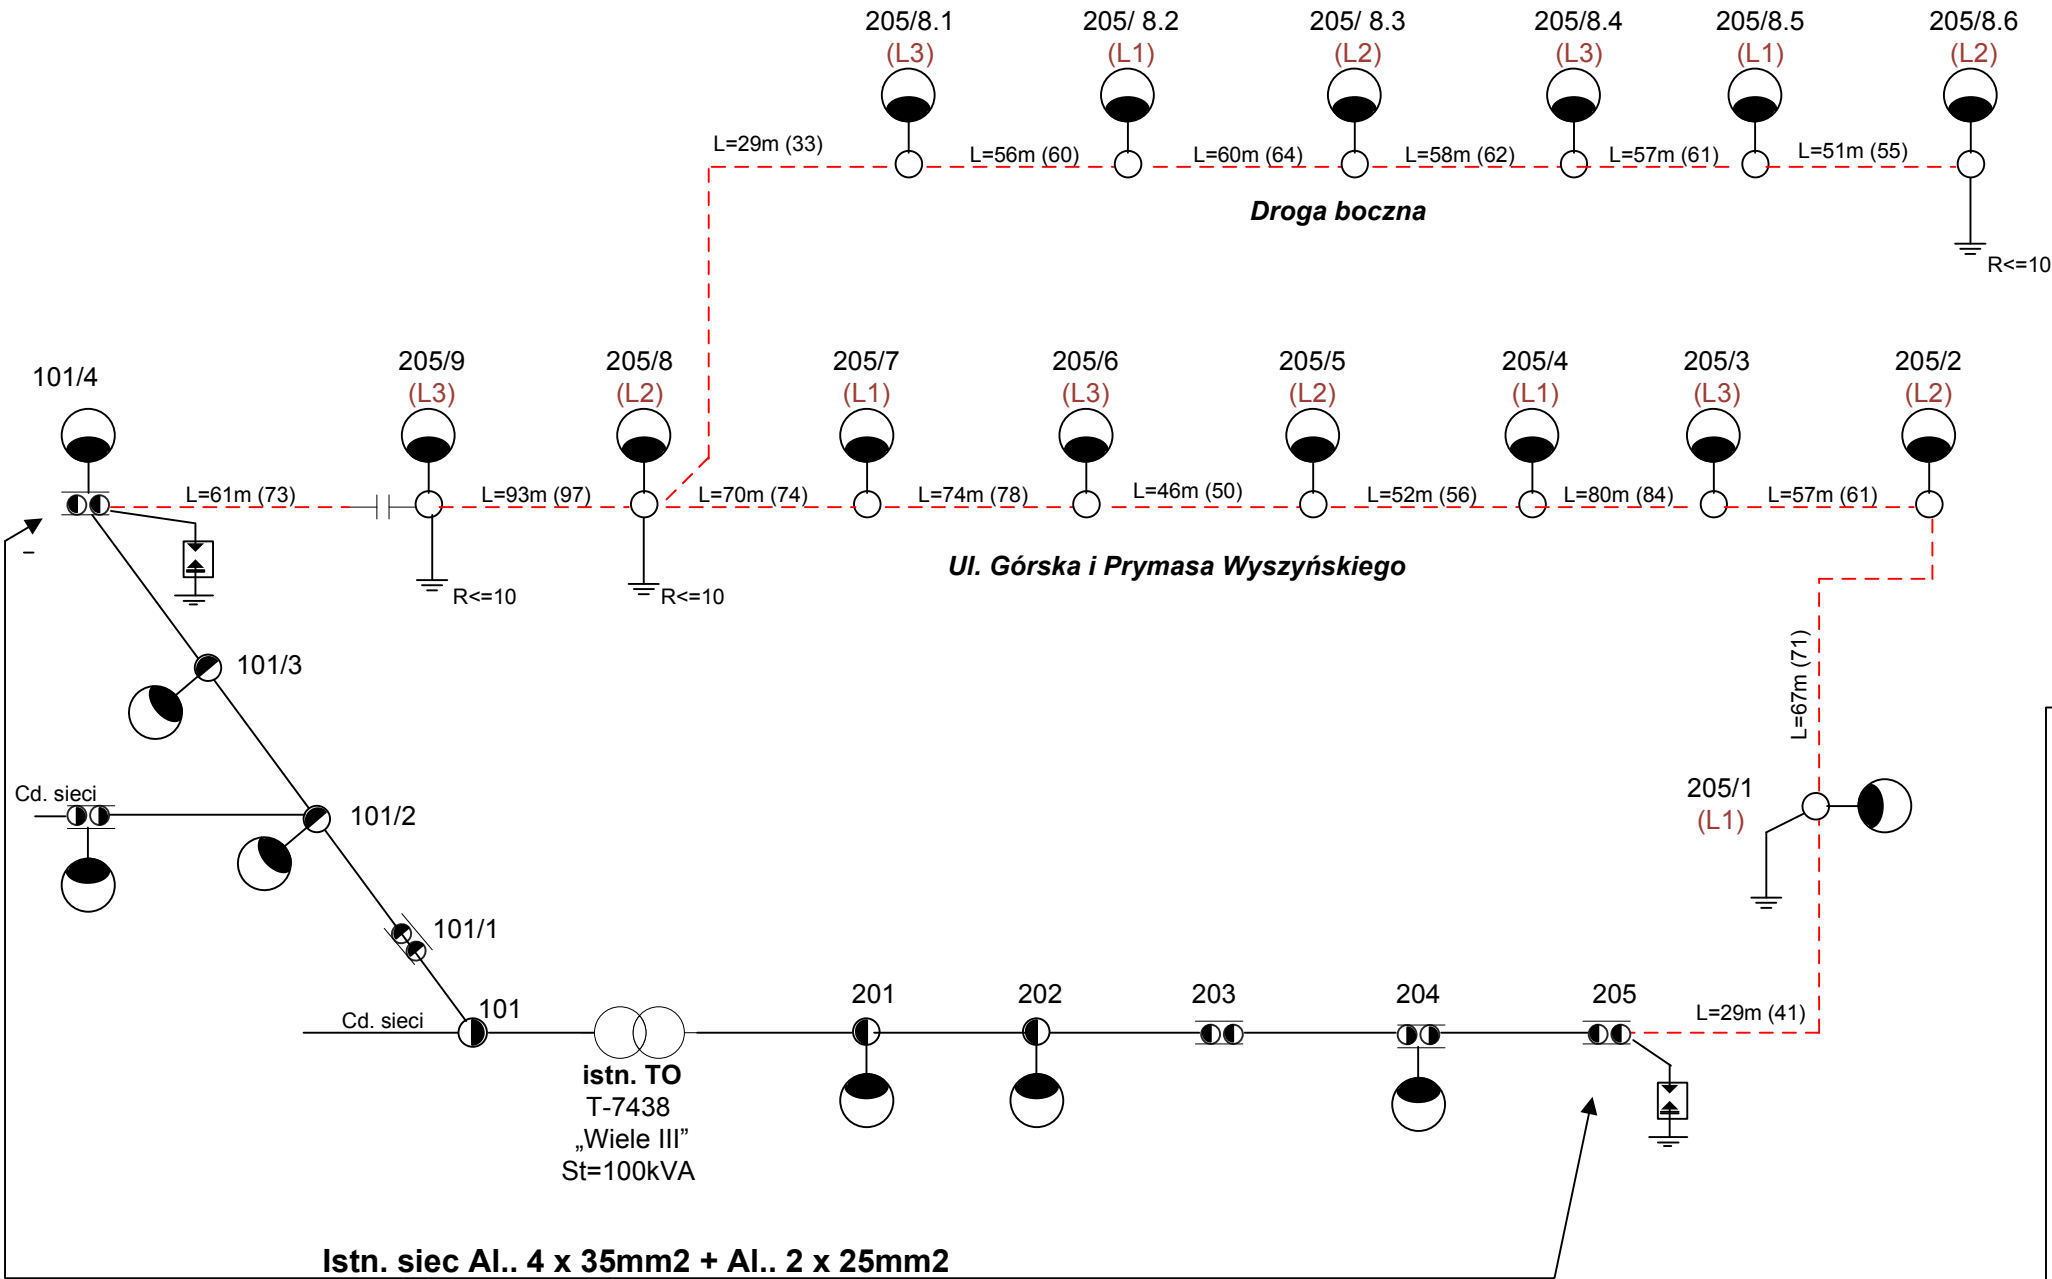 205/8.1
(L3)
205/ 8.2
(L1)
205/ 8.3
(L2)
205/8.4
(L3)
205/8.5
(L1)
205/8.6
(L2)
L=29m (33)
L=56m (60)
L=60m (64)
L=58m (62)
L=57m (61)
L=51m (55)
Droga boczna
R<=10
101/4
205/9
(L3)
205/8
(L2)
205/7
(L1)
205/6
(L3)
205/5
(L2)
205/4
(L1)
205/3
(L3)
205/2
(L2)
L=61m (73)
L=93m (97)
L=70m (74)
L=74m (78)
L=46m (50)
L=52m (56)
L=80m (84)
L=57m (61)
Ul. Górska i Prymasa Wyszyńskiego
R<=10
R<=10
101/3
L=67m (71)
205/1
(L1)
Cd. sieci
101/2
101/1
Cd. sieci
101
201
202
203
204
205
L=29m (41)
istn. TO
T-7438
„Wiele III”
St=100kVA
Istn. siec Al.. 4 x 35mm2 + Al.. 2 x 25mm2